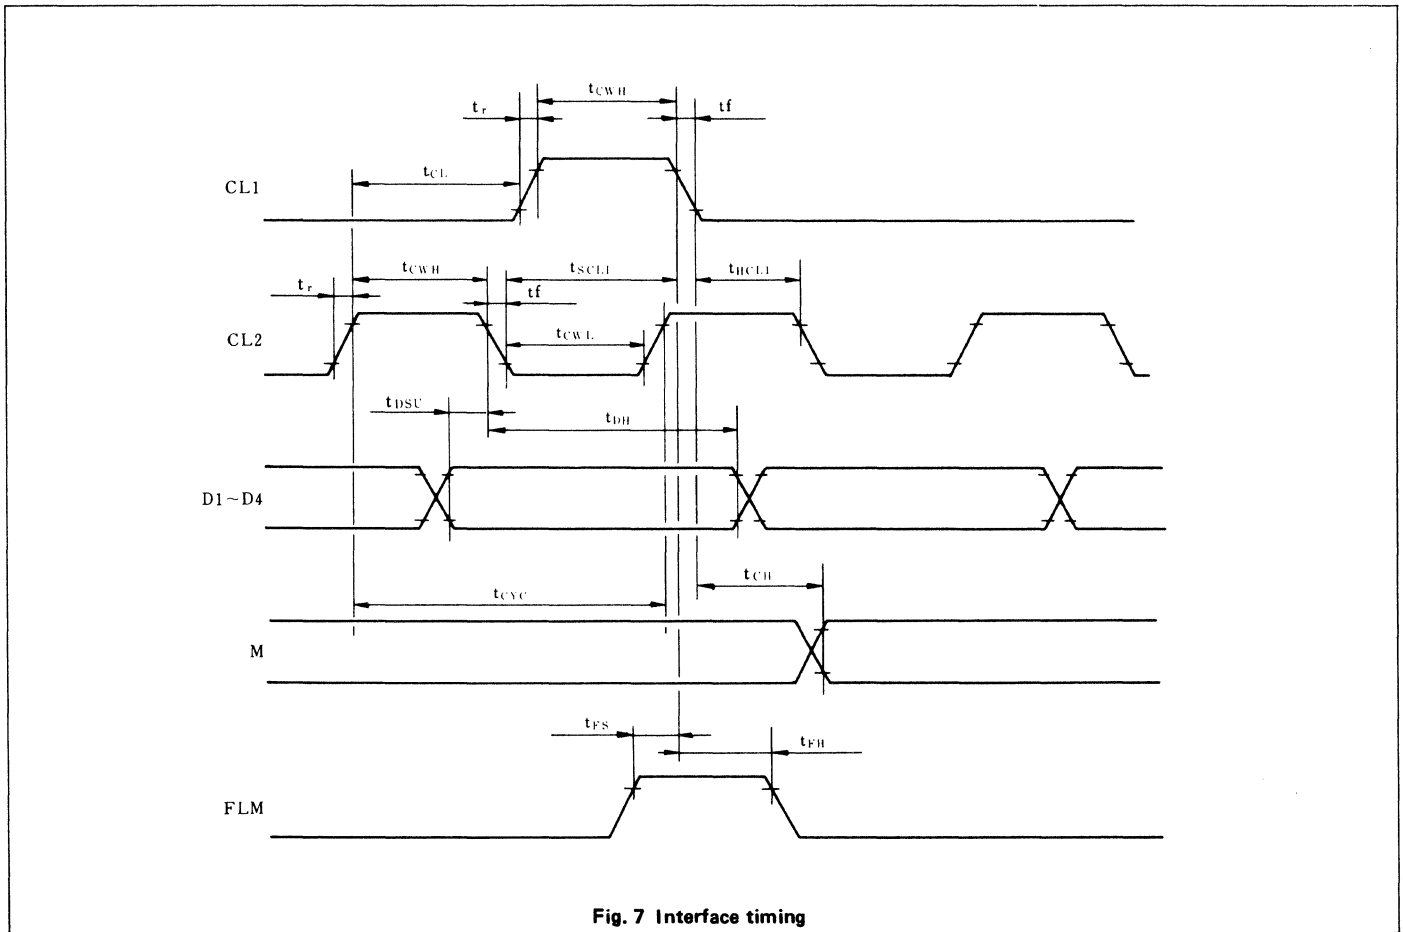 tCWH
tr
tf
tCL
CL1
tCWH
tSCL1
tHCL1
tr
tf
CL2
tCWL
tDSU
tDH
D1~D4
tCH
tCYC
M
tFS
tFH
FLM
Fig. 7 Interface timing